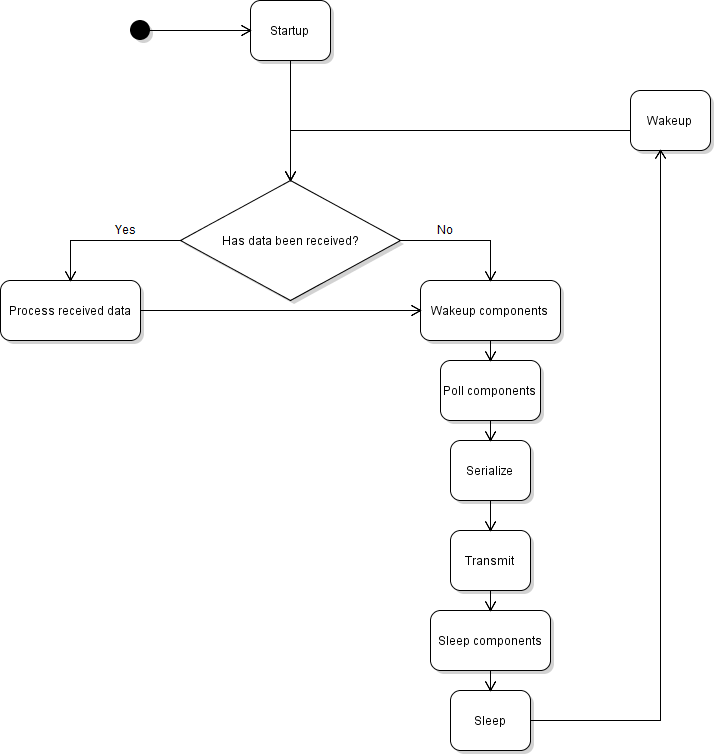 Startup
Wakeup
Yes
No
Has data been received?
Process received data
Wakeup components
Poll components
Serialize
Transmit
Sleep components
Sleep